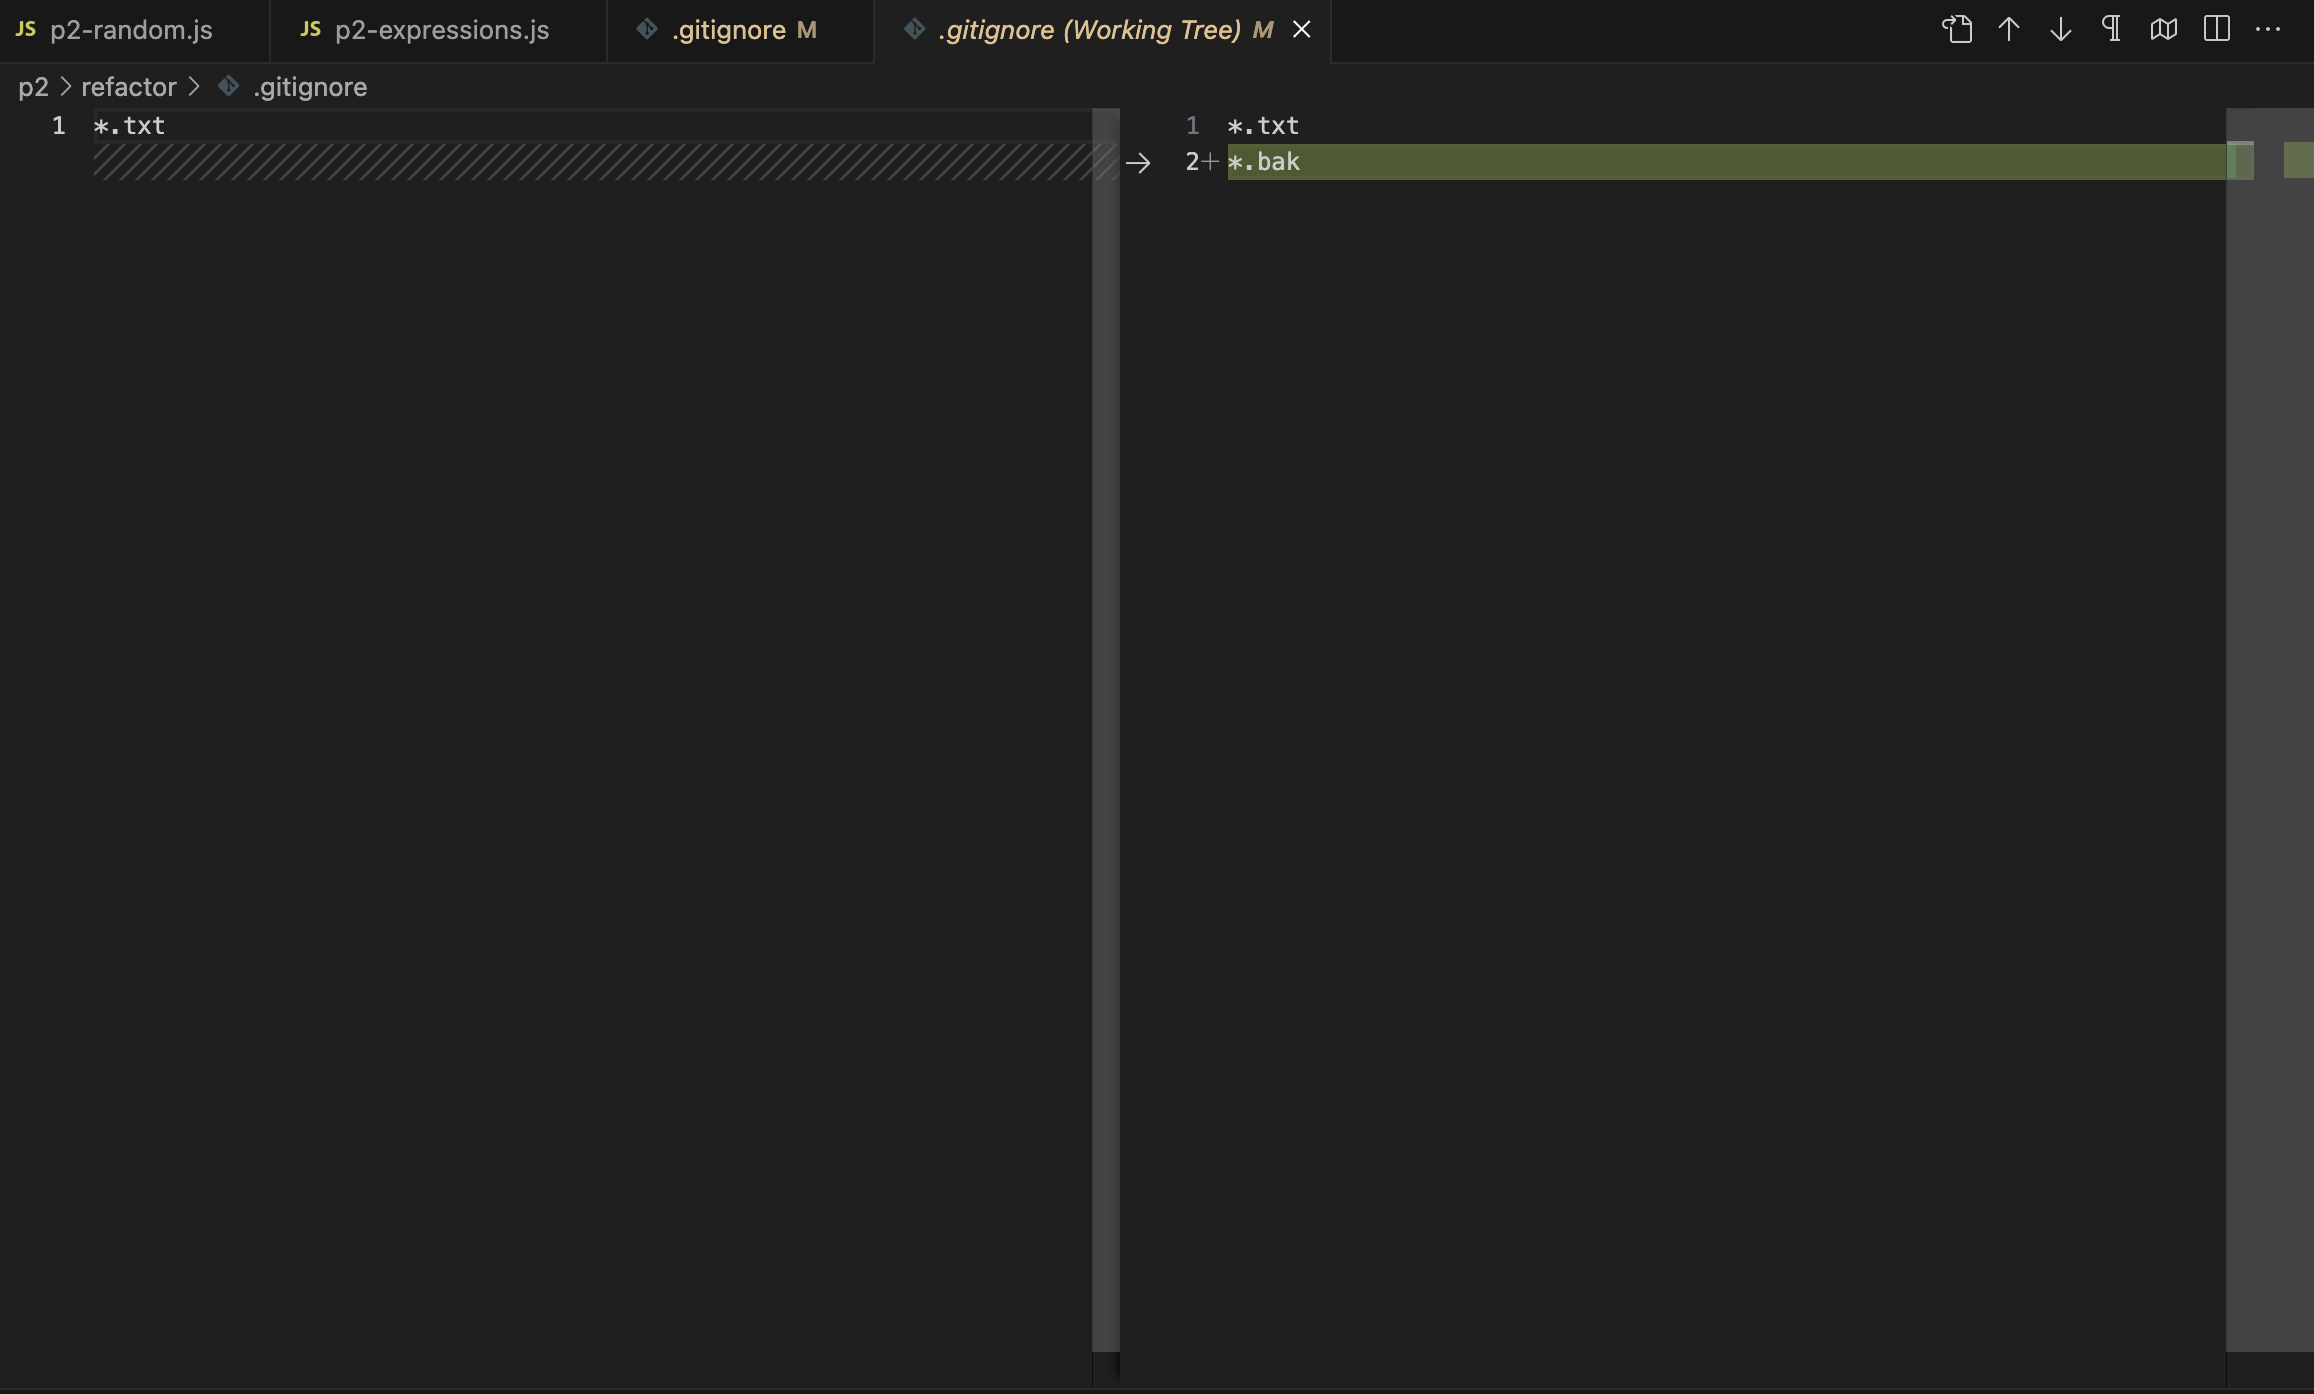 JS p2-random.js JS p2-expressions.js .gitignore M .gitignore (Working Tree) M
p2 > refactor > .gitignore
1 *.txt
1 *.txt
2+ *.bak